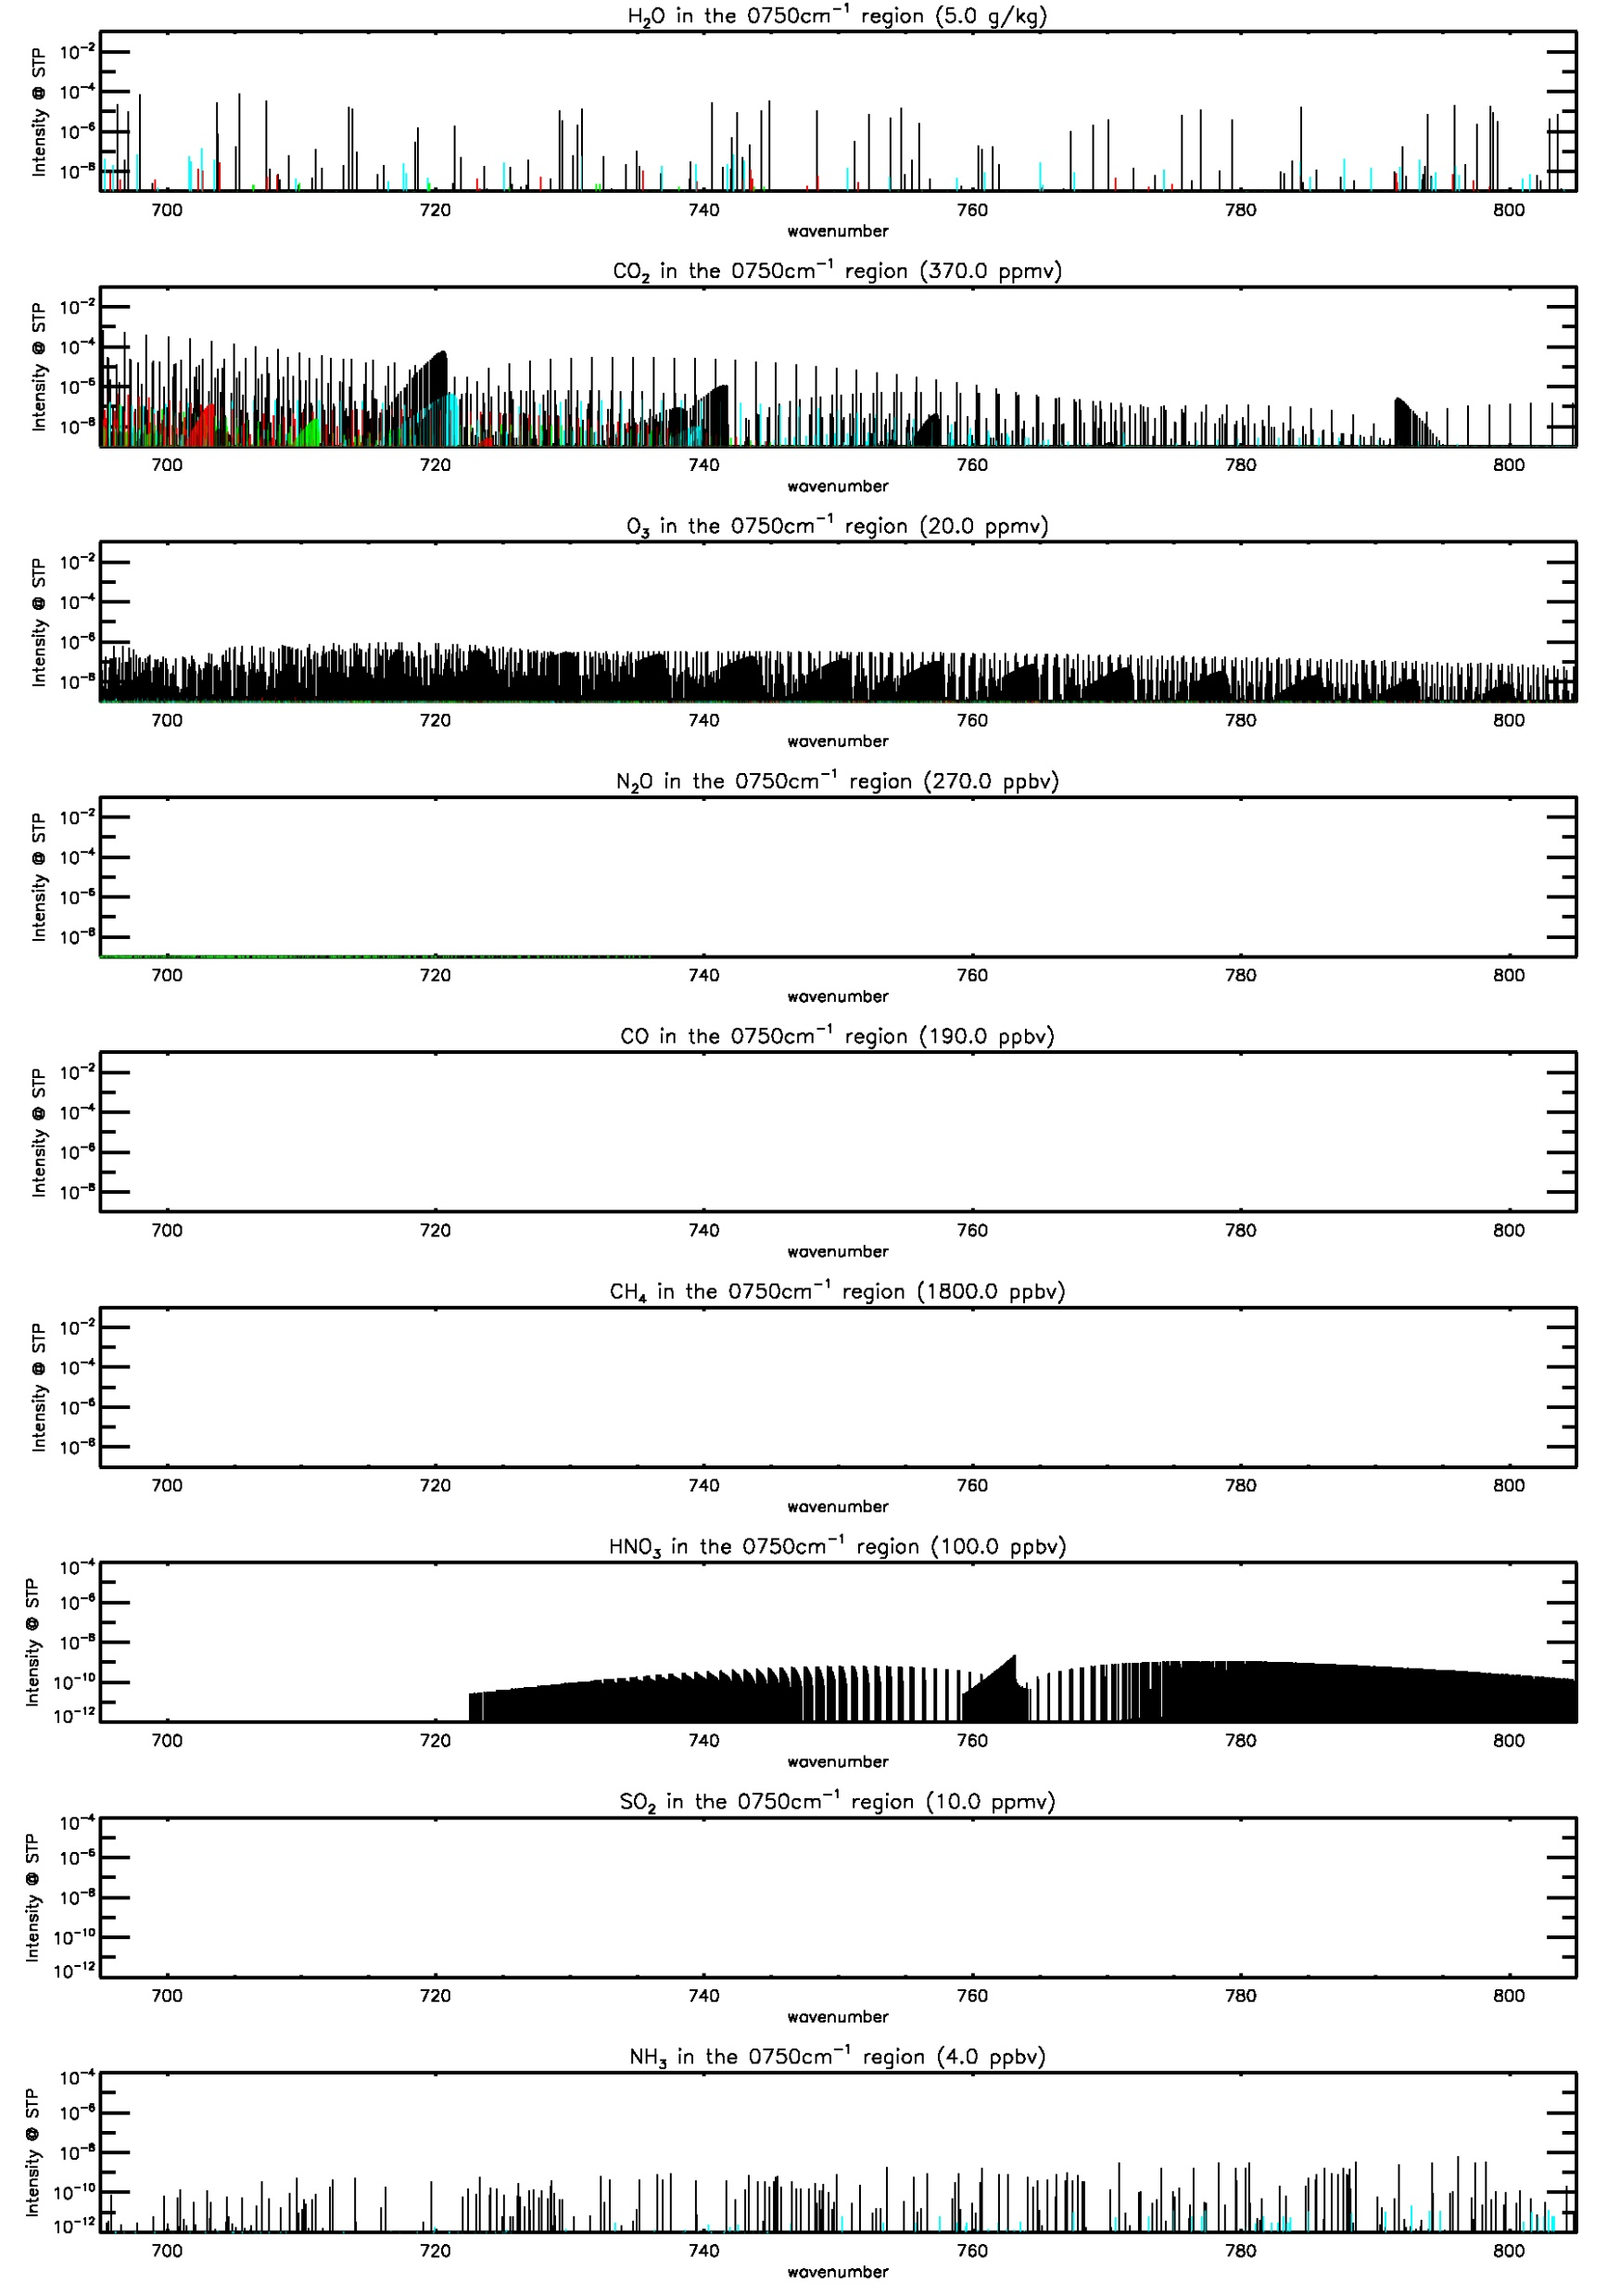 H₂O in the 0750cm⁻¹ region (5.0 g/kg)
Intensity @ STP
10⁻²
10⁻⁴
10⁻⁶
10⁻⁸
700 720 740 760 780 800
wavenumber
CO₂ in the 0750cm⁻¹ region (370.0 ppmv)
Intensity @ STP
10⁻²
10⁻⁴
10⁻⁶
10⁻⁸
700 720 740 760 780 800
wavenumber
O₃ in the 0750cm⁻¹ region (20.0 ppmv)
Intensity @ STP
10⁻²
10⁻⁴
10⁻⁶
10⁻⁸
700 720 740 760 780 800
wavenumber
N₂O in the 0750cm⁻¹ region (270.0 ppbv)
Intensity @ STP
10⁻²
10⁻⁴
10⁻⁶
10⁻⁸
700 720 740 760 780 800
wavenumber
CO in the 0750cm⁻¹ region (190.0 ppbv)
Intensity @ STP
10⁻²
10⁻⁴
10⁻⁶
10⁻⁸
700 720 740 760 780 800
wavenumber
CH₄ in the 0750cm⁻¹ region (1800.0 ppbv)
Intensity @ STP
10⁻²
10⁻⁴
10⁻⁶
10⁻⁸
700 720 740 760 780 800
wavenumber
HNO₃ in the 0750cm⁻¹ region (100.0 ppbv)
Intensity @ STP
10⁻⁴
10⁻⁶
10⁻⁸
10⁻¹⁰
10⁻¹²
700 720 740 760 780 800
wavenumber
SO₂ in the 0750cm⁻¹ region (10.0 ppmv)
Intensity @ STP
10⁻⁴
10⁻⁶
10⁻⁸
10⁻¹⁰
10⁻¹²
700 720 740 760 780 800
wavenumber
NH₃ in the 0750cm⁻¹ region (4.0 ppbv)
Intensity @ STP
10⁻⁴
10⁻⁶
10⁻⁸
10⁻¹⁰
10⁻¹²
700 720 740 760 780 800
wavenumber